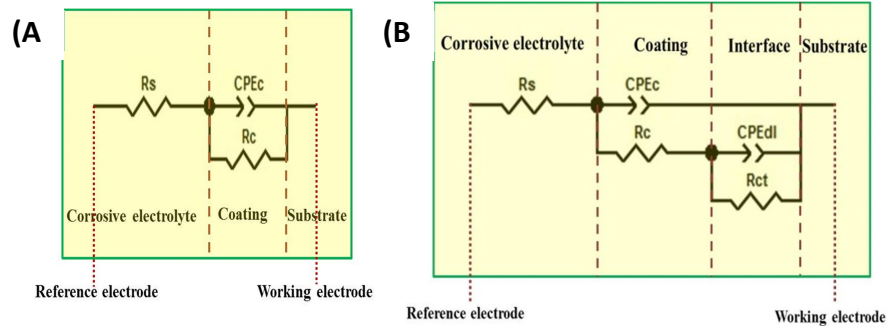 (A
Rs
CPEc
Rc
Corrosive electrolyte
Coating
Substrate
Reference electrode
Working electrode
(B
Corrosive electrolyte
Coating
Interface
Substrate
Rs
CPEc
Rc
CPEdl
Rct
Reference electrode
Working electrode